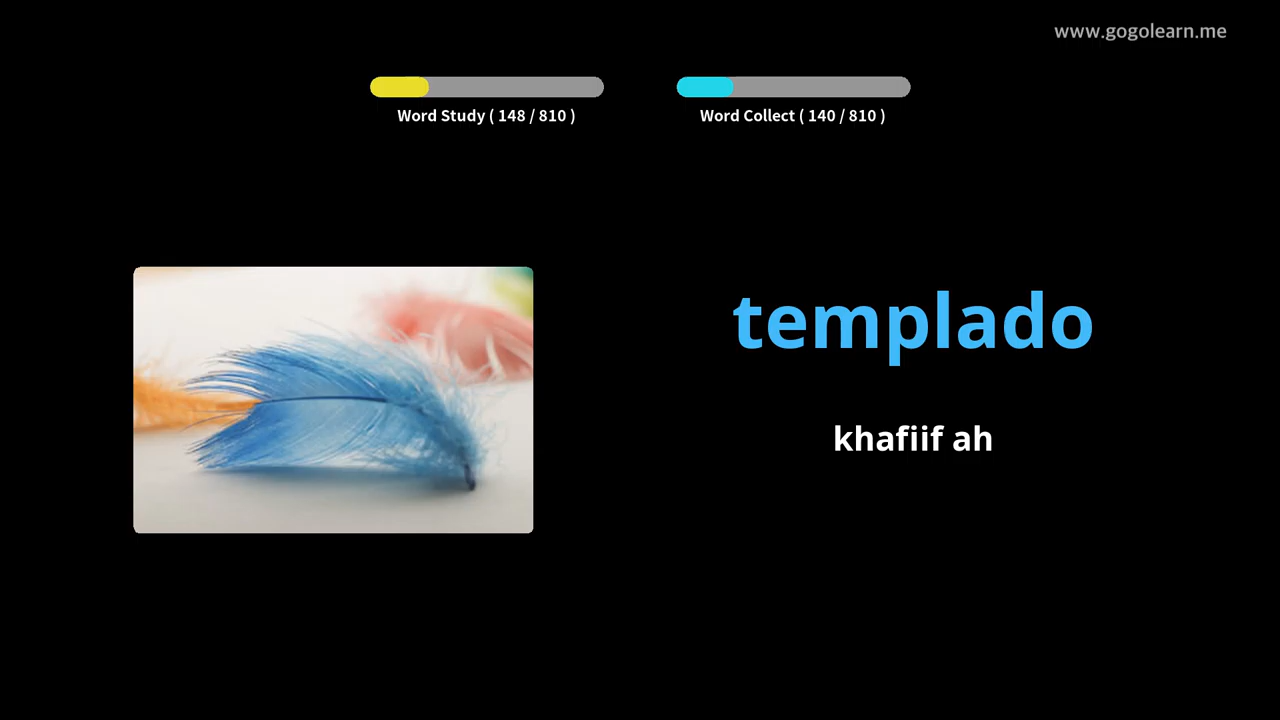 www.gogolearn.me
Word Study ( 148 / 810 )
Word Collect ( 140 / 810 )
templado
khafiif ah